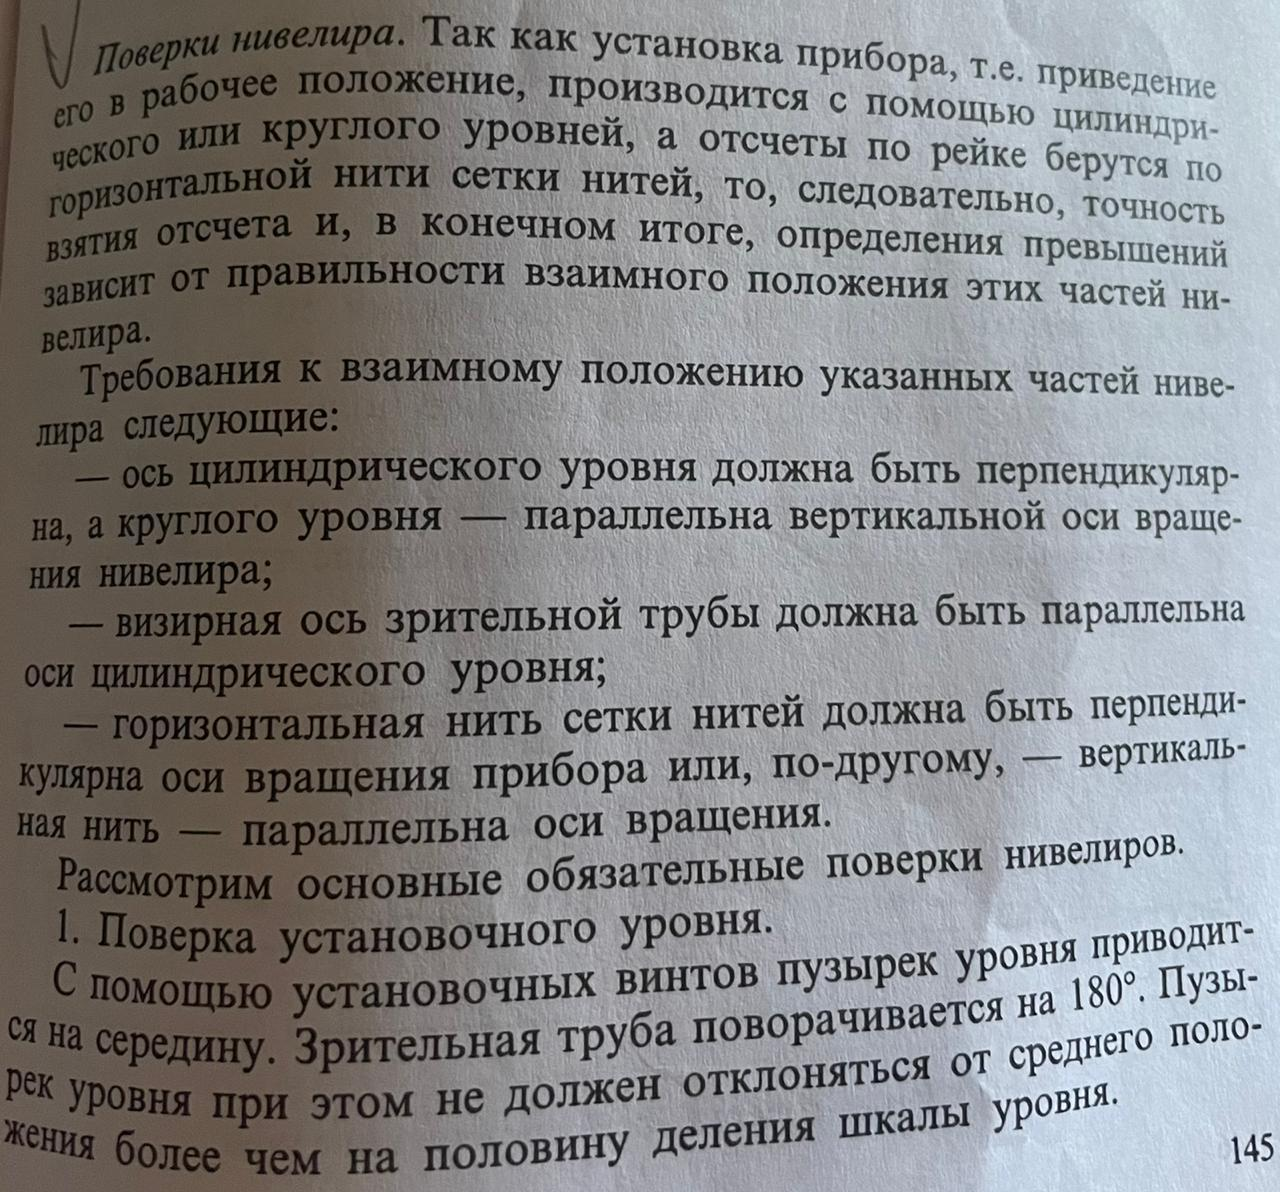 Поверки нивелира. Так как установка прибора, т.е. приведение
его в рабочее положение, производится с помощью цилиндри-
ческого или круглого уровней, а отсчеты по рейке берутся по
горизонтальной нити сетки нитей, то, следовательно, точность
взятия отсчета и, в конечном итоге, определения превышений
зависит от правильности взаимного положения этих частей ни-
велира.
Требования к взаимному положению указанных частей ниве-
лира следующие:
— ось цилиндрического уровня должна быть перпендикуляр-
на, а круглого уровня — параллельна вертикальной оси враще-
ния нивелира;
— визирная ось зрительной трубы должна быть параллельна
оси цилиндрического уровня;
— горизонтальная нить сетки нитей должна быть перпенди-
кулярна оси вращения прибора или, по-другому, — вертикаль-
ная нить — параллельна оси вращения.
Рассмотрим основные обязательные поверки нивелиров.
1. Поверка установочного уровня.
С помощью установочных винтов пузырек уровня приводит-
ся на середину. Зрительная труба поворачивается на 180°. Пузы-
рек уровня при этом не должен отклоняться от среднего поло-
жения более чем на половину деления шкалы уровня.
145